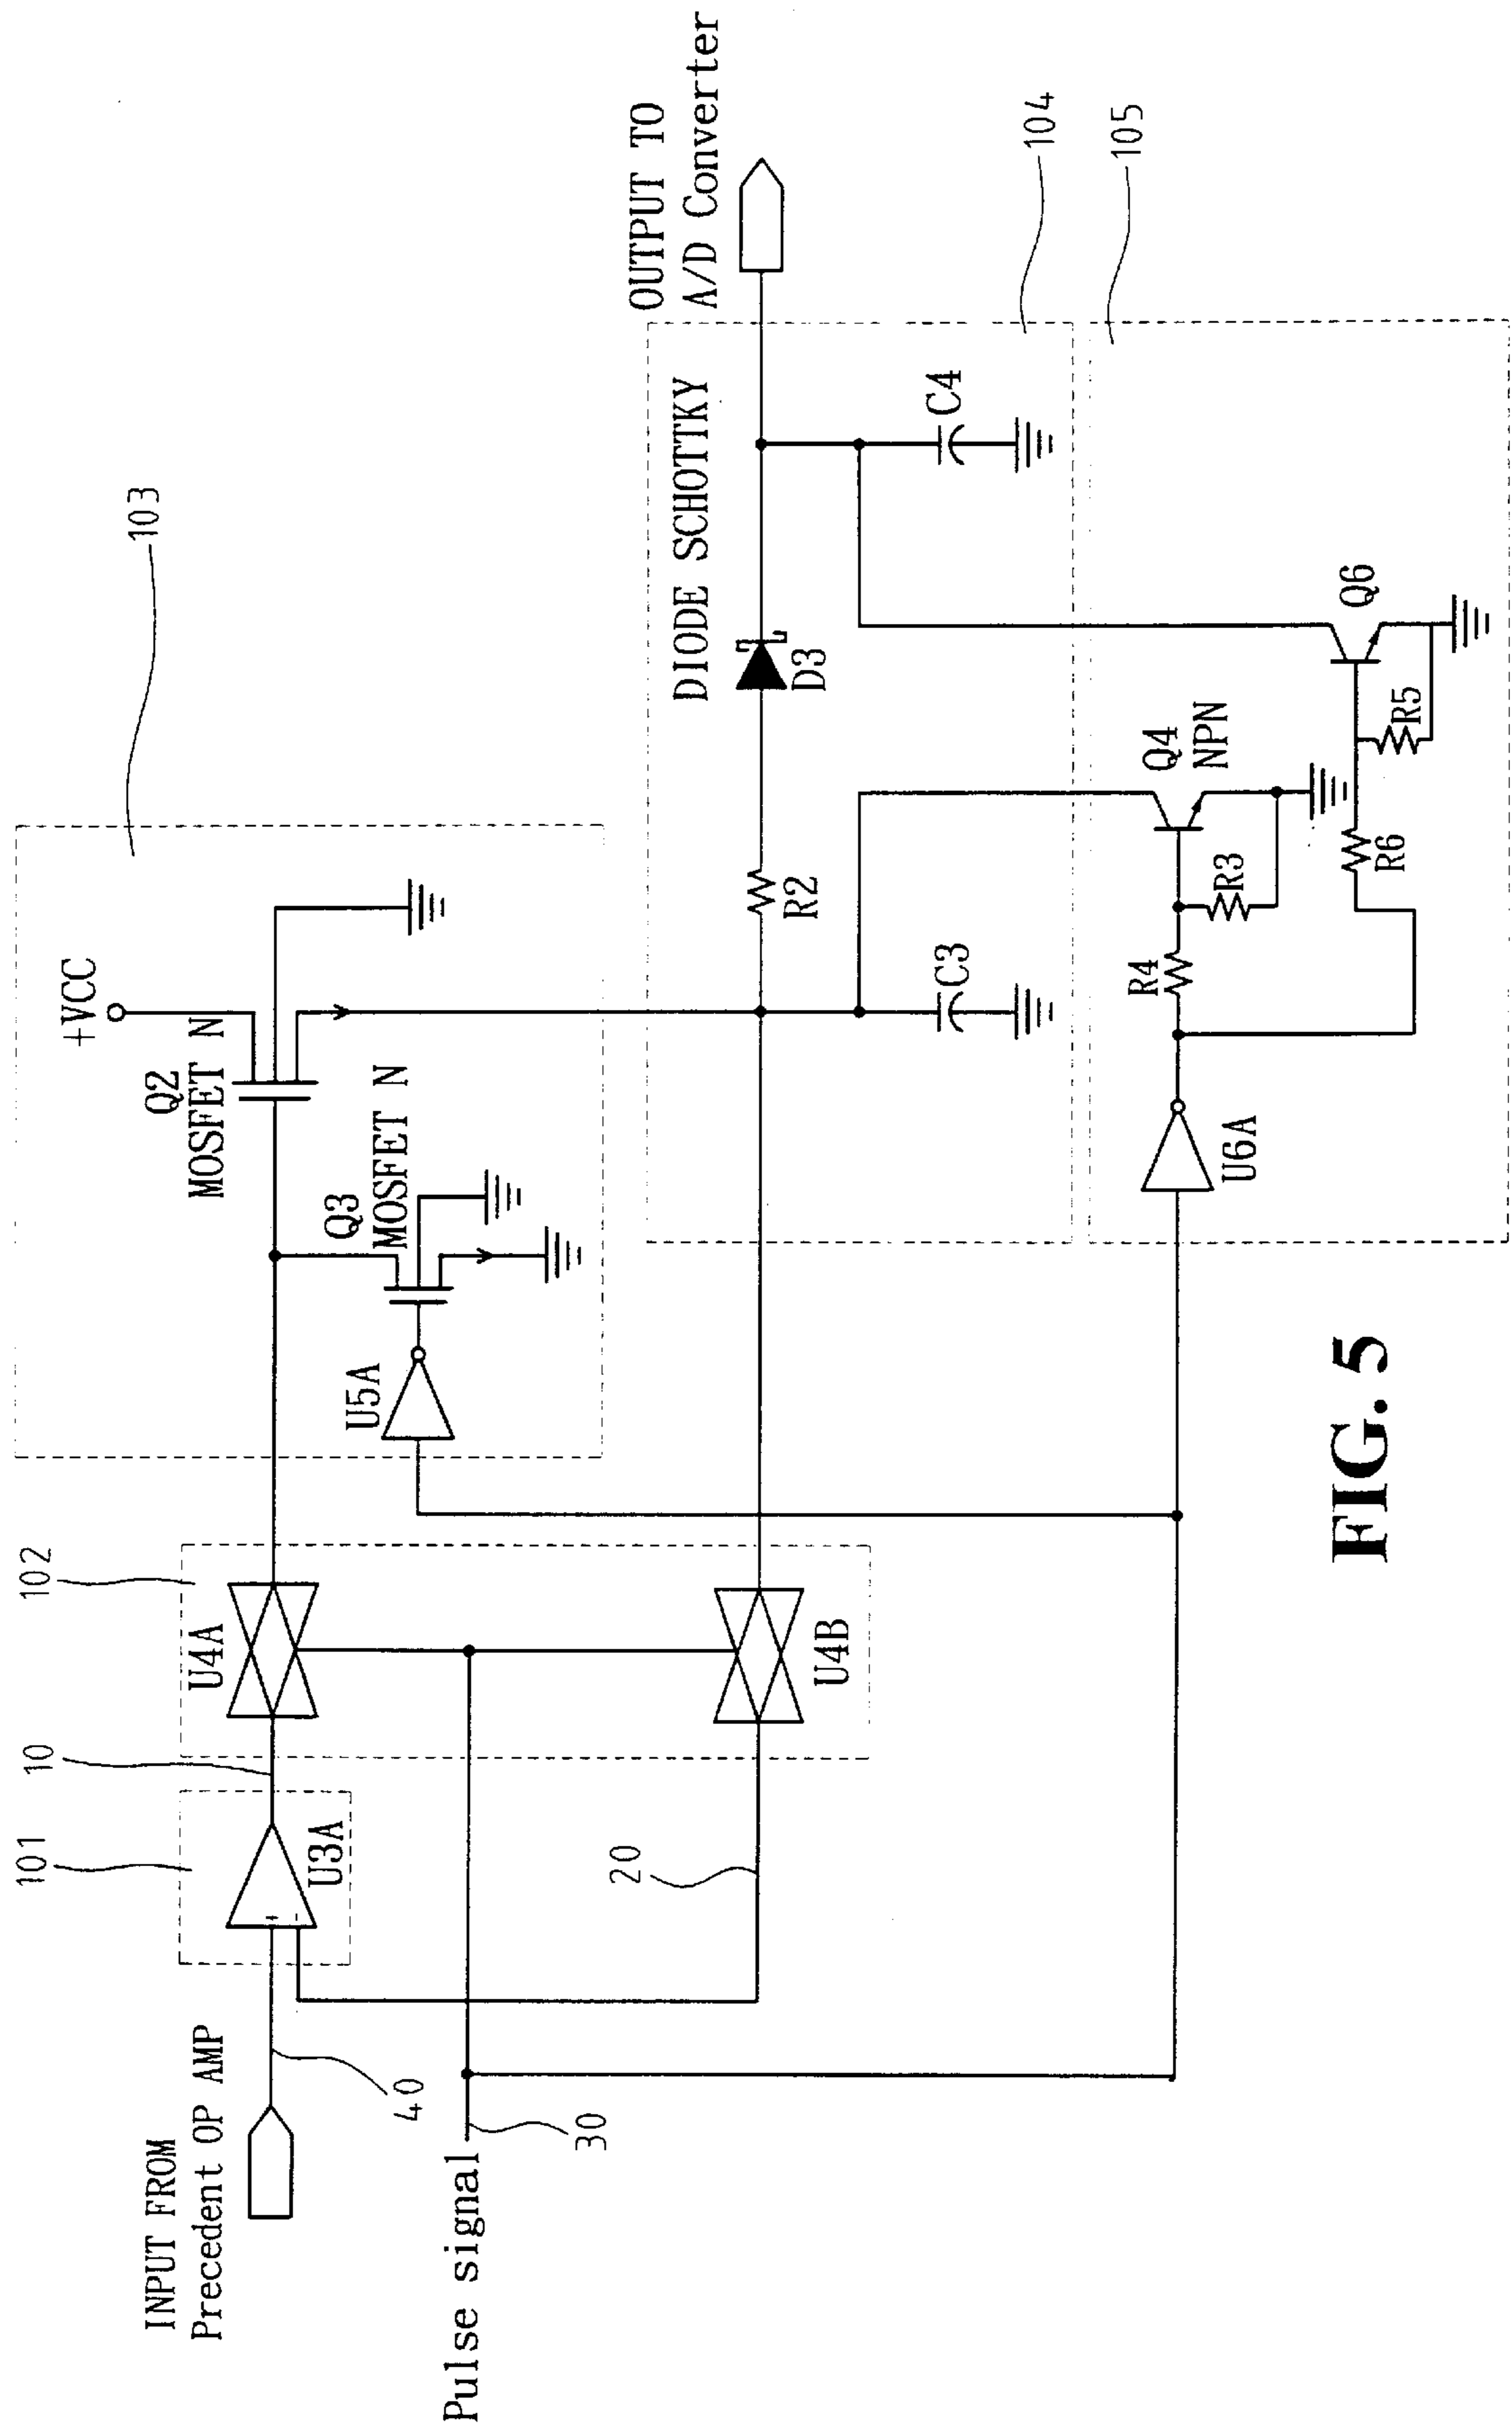 INPUT FROM
Precedent OP AMP
40
Pulse signal
30
101
+
-
U3A
10
20
102
U4A
U4B
103
+VCC
Q2
MOSFET N
Q3
MOSFET N
U5A
DIODE SCHOTTKY
D3
R2
C3
C4
OUTPUT TO
A/D Converter
104
105
U6A
R4
R3
Q4
NPN
R6
R5
Q6
FIG. 5